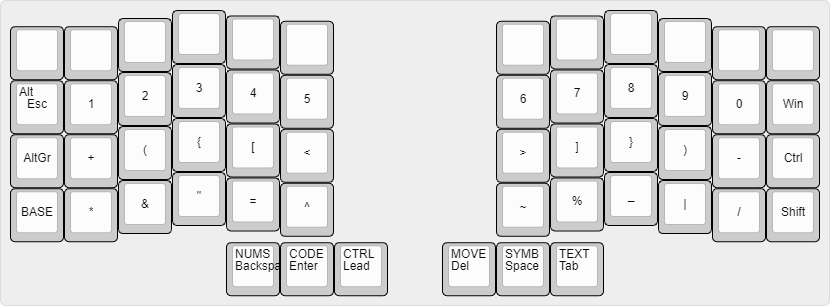 Alt
Esc 1 2 3 4 5 6 7 8 9 0 Win
AltGr + ( { [ < > ] } ) - Ctrl
BASE * & " = ^ ~ % – | / Shift
NUMS CODE CTRL MOVE SYMB TEXT
Backspa Enter Lead Del Space Tab